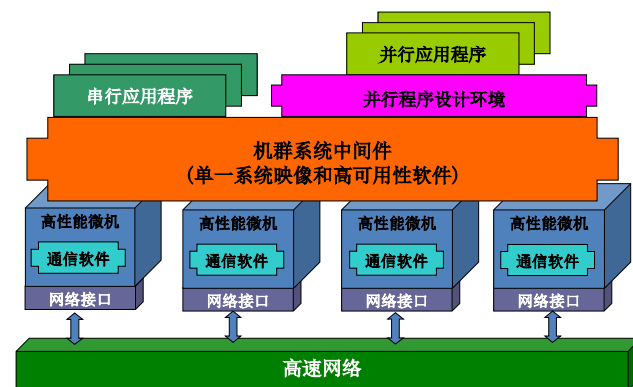 并行应用程序
串行应用程序
并行程序设计环境
机群系统中间件
(单一系统映像和高可用性软件)
高性能微机
高性能微机
高性能微机
高性能微机
通信软件
通信软件
通信软件
通信软件
网络接口
网络接口
网络接口
网络接口
高速网络